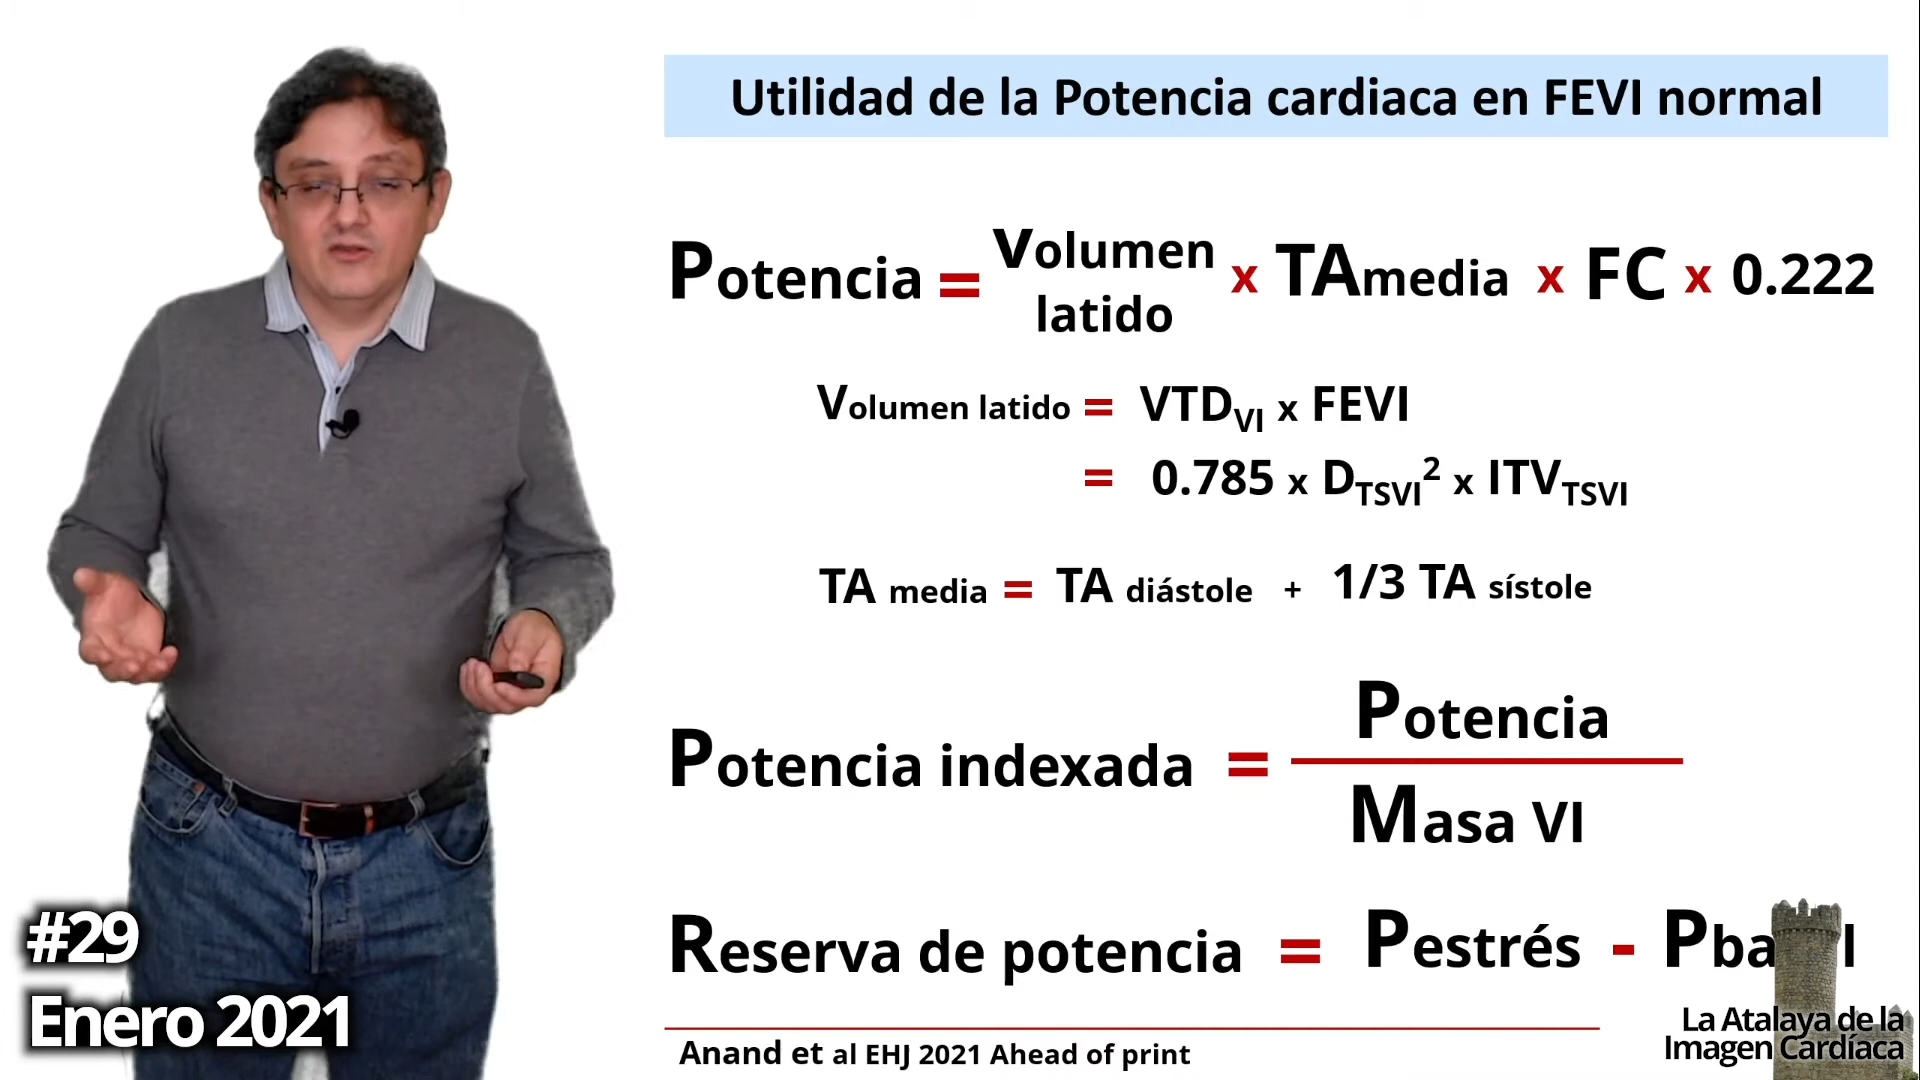 Utilidad de la Potencia cardiaca en FEVI normal
Potencia = Volumen latido x TAmedia x FC x 0.222
Volumen latido = VTDVI x FEVI
= 0.785 x DTSVI² x ITVTSVI
TA media = TA diástole + 1/3 TA sístole
Potencia indexada = Potencia
Masa VI
Reserva de potencia = Pestrés -
#29
Enero 2021
Anand et al EHJ 2021 Ahead of print
La Atalaya de la
Imagen Cardíaca